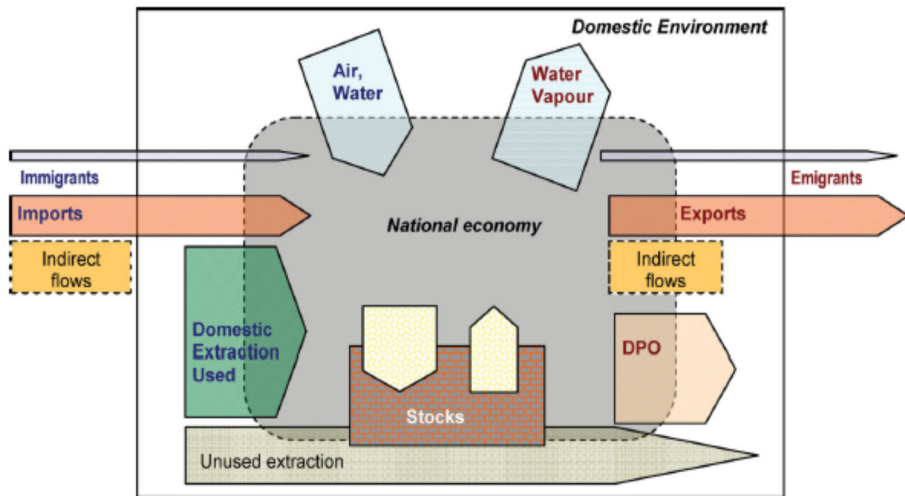 Domestic Environment
Air,
Water
Water
Vapour
Immigrants
Emigrants
Imports
Exports
National economy
Indirect
flows
Indirect
flows
Domestic
Extraction
Used
DPO
Stocks
Unused extraction